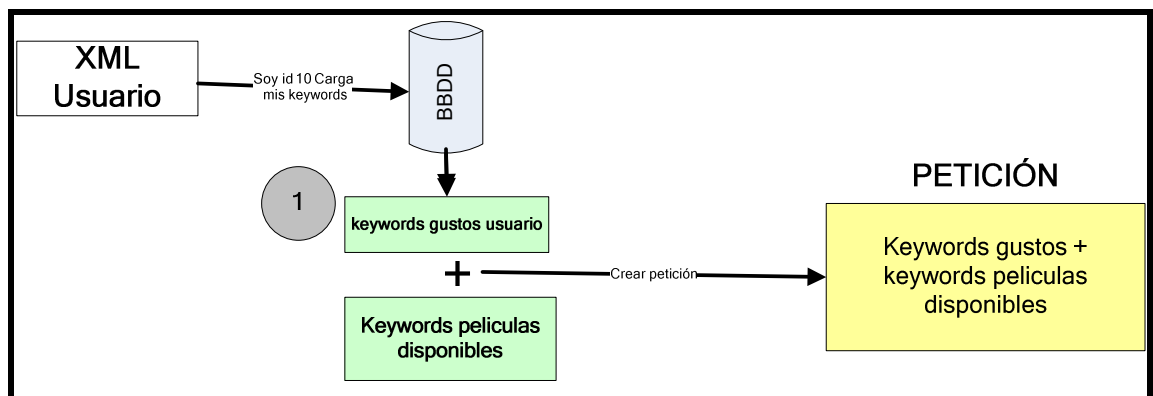 XML
Usuario
Soy id 10 Carga
mis keywords
BBDD
1
keywords gustos usuario
+
Keywords peliculas
disponibles
Crear petición
PETICIÓN
Keywords gustos +
keywords peliculas
disponibles